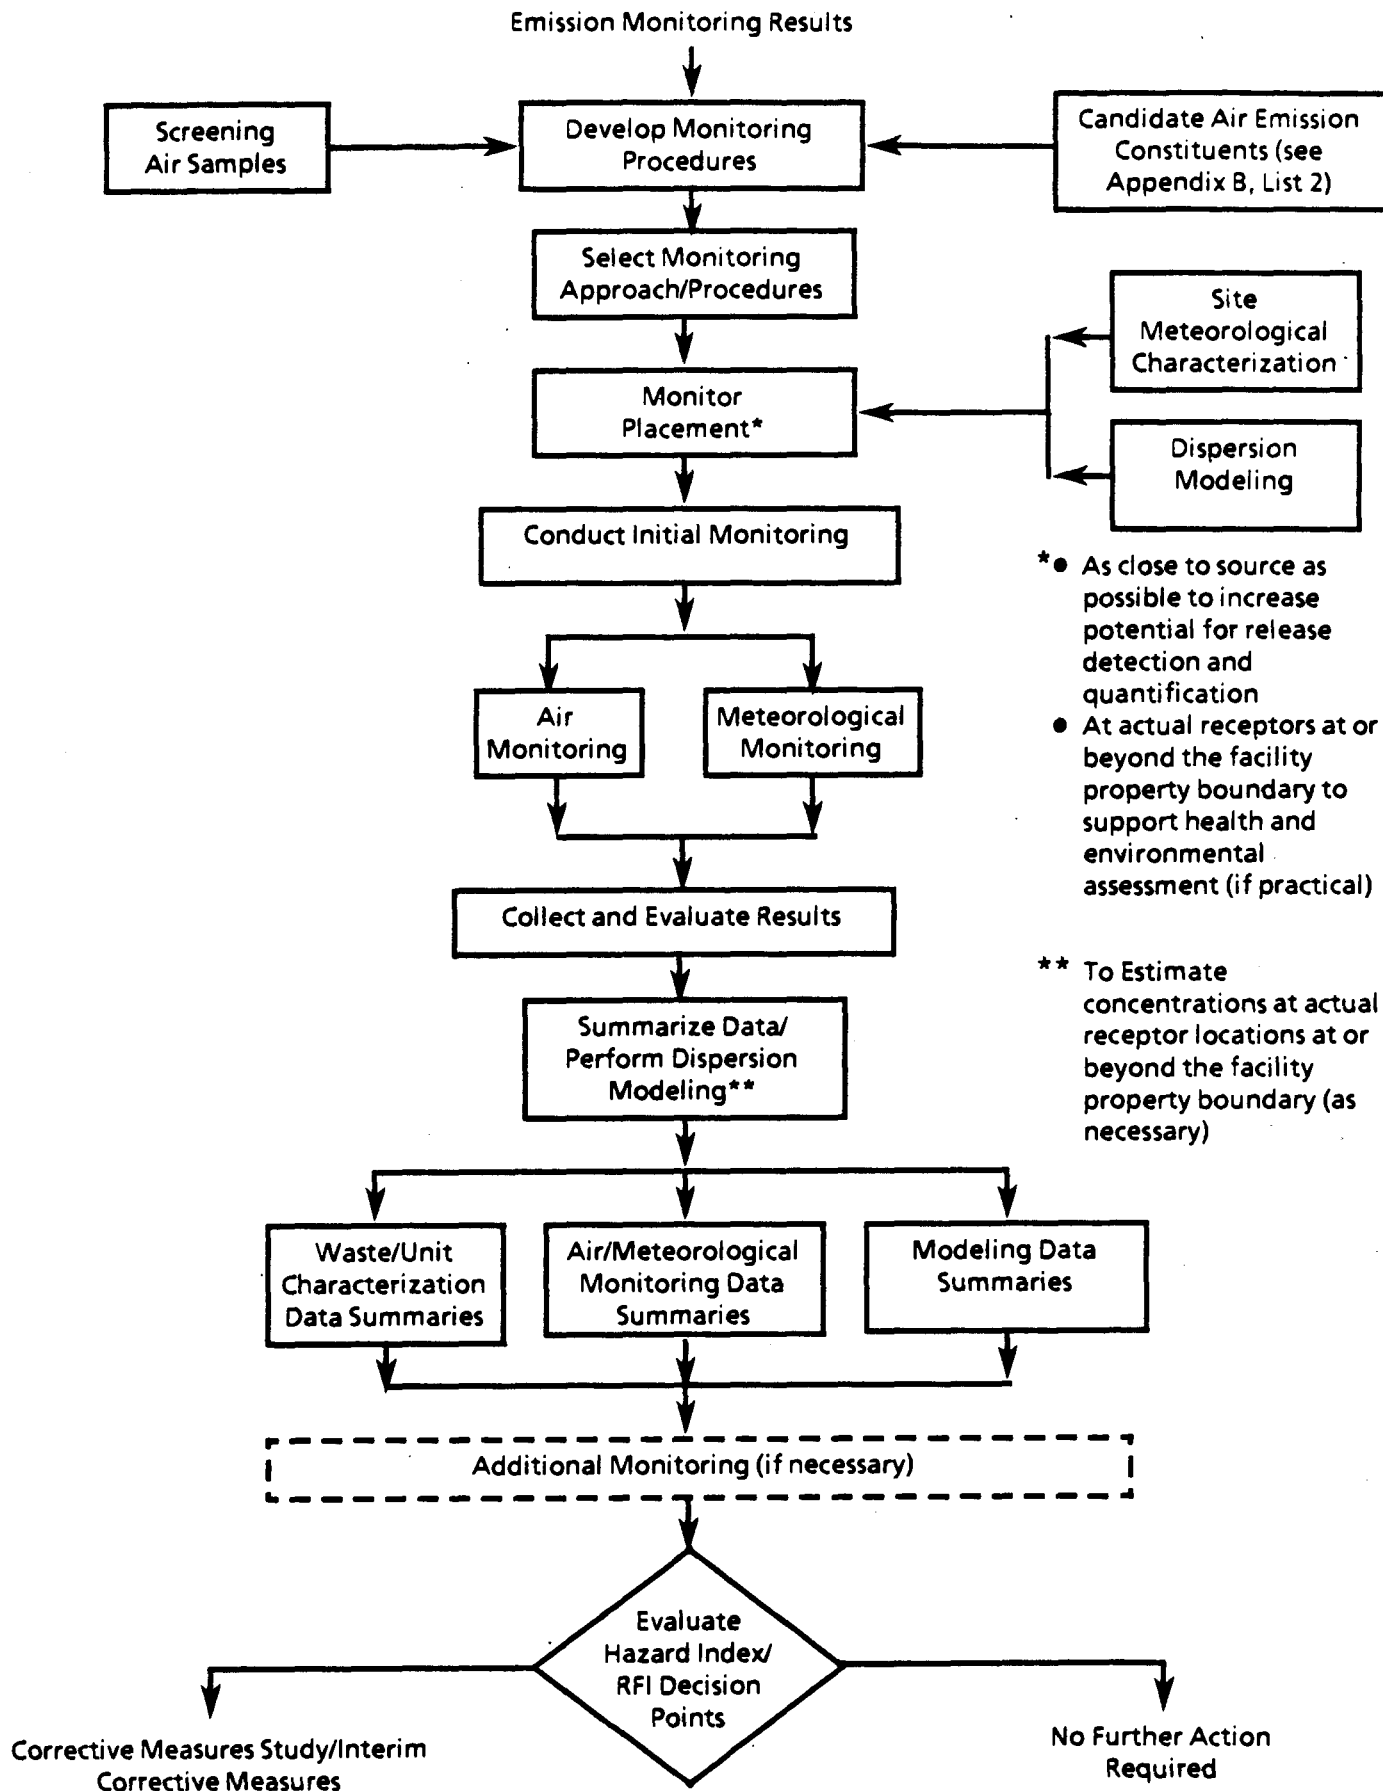 Emission Monitoring Results
Screening
Air Samples
Develop Monitoring
Procedures
Candidate Air Emission
Constituents (see
Appendix B, List 2)
Select Monitoring
Approach/Procedures
Site
Meteorological
Characterization
Monitor
Placement*
Dispersion
Modeling
Conduct Initial Monitoring
*● As close to source as
possible to increase
potential for release
detection and
quantification
● At actual receptors at or
beyond the facility
property boundary to
support health and
environmental
assessment (if practical)
Air
Monitoring
Meteorological
Monitoring
Collect and Evaluate Results
** To Estimate
concentrations at actual
receptor locations at or
beyond the facility
property boundary (as
necessary)
Summarize Data/
Perform Dispersion
Modeling**
Waste/Unit
Characterization
Data Summaries
Air/Meteorological
Monitoring Data
Summaries
Modeling Data
Summaries
Additional Monitoring (if necessary)
Evaluate
Hazard Index/
RFI Decision
Points
Corrective Measures Study/Interim
Corrective Measures
No Further Action
Required